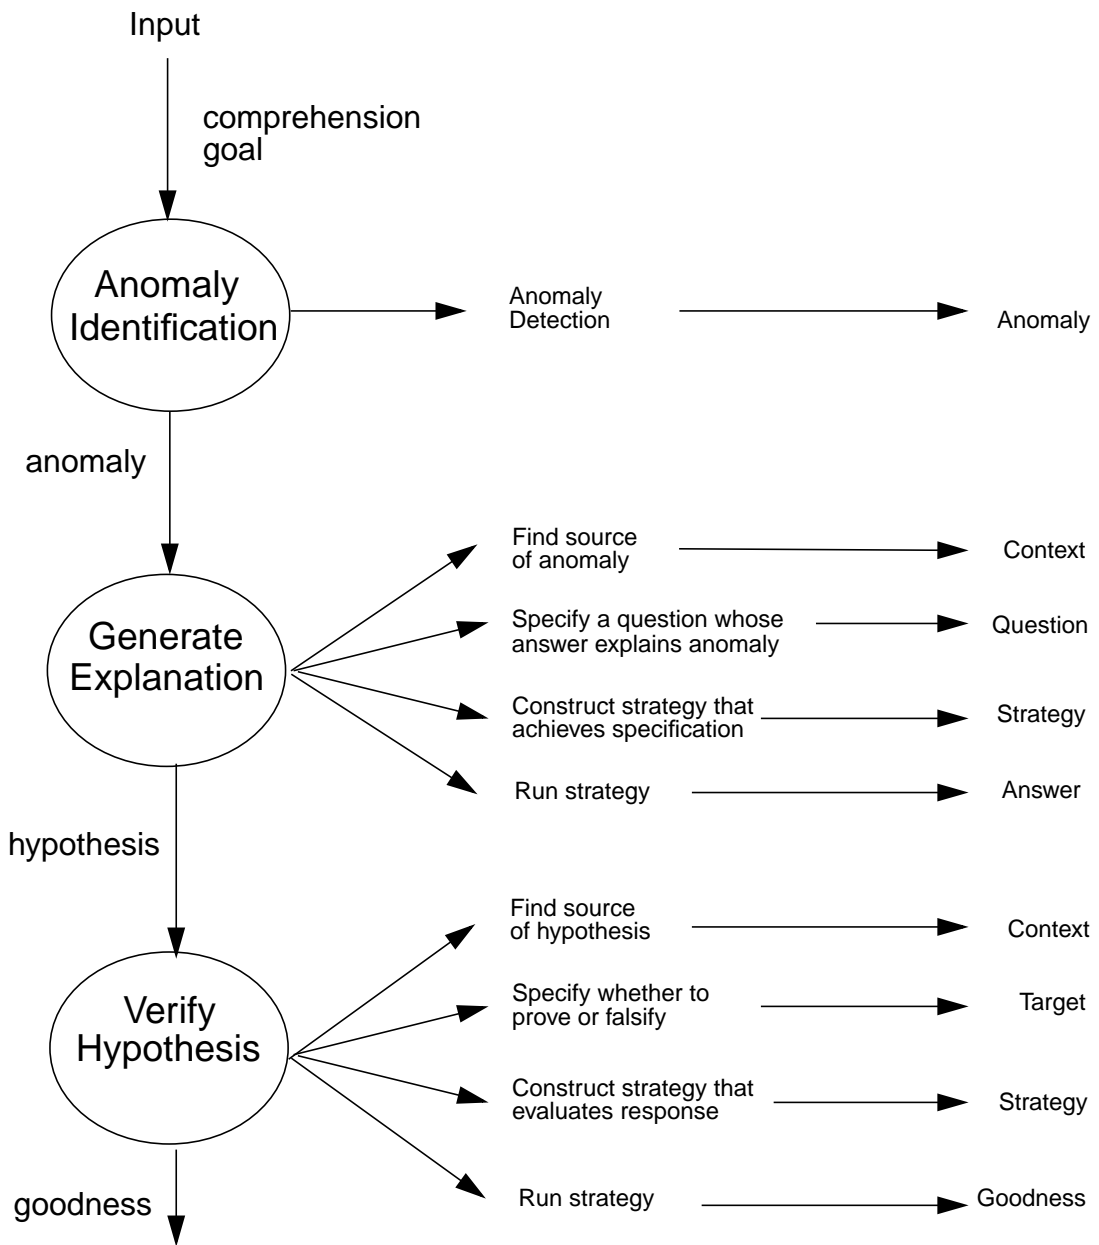 Input
comprehension
goal
Anomaly
Identification
Anomaly
Detection
Anomaly
anomaly
Find source
of anomaly
Context
Generate
Explanation
Specify a question whose
answer explains anomaly
Question
Construct strategy that
achieves specification
Strategy
Run strategy
Answer
hypothesis
Find source
of hypothesis
Context
Verify
Hypothesis
Specify whether to
prove or falsify
Target
Construct strategy that
evaluates response
Strategy
Run strategy
Goodness
goodness